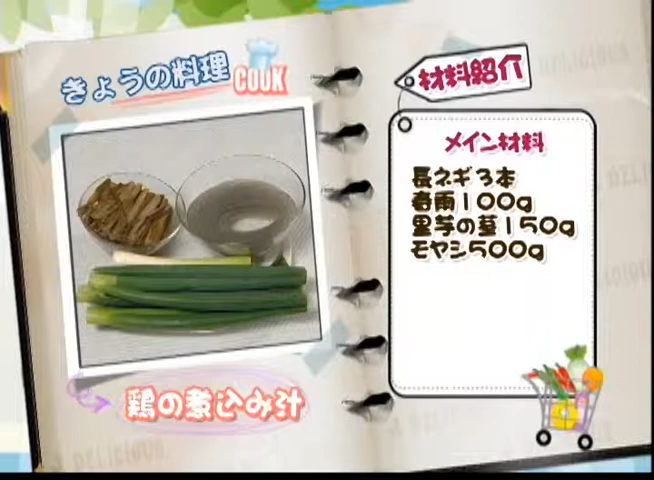 きょうの料理
COOK
鶏の煮込み汁
材料紹介
メイン材料
長ネギ3本
春雨100g
里芋の茎150g
モヤシ500g